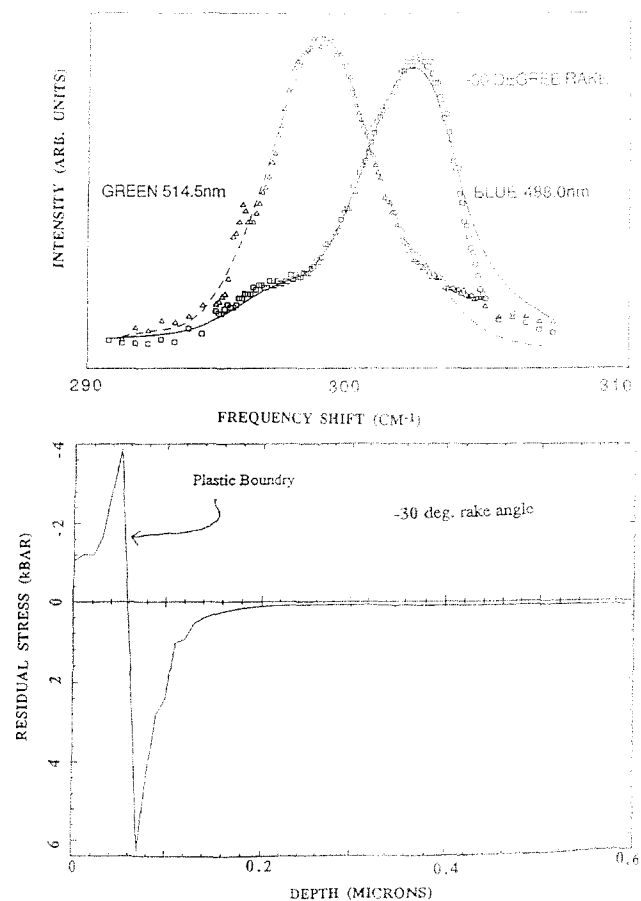 INTENSITY (ARB. UNITS)
-30 DEGREE RAKE
GREEN 514.5nm
BLUE 488.0nm
290
300
310
FREQUENCY SHIFT (CM-1)
RESIDUAL STRESS (kBAR)
-4
-2
0
2
4
6
Plastic Boundry
-30 deg. rake angle
0
0.2
0.4
0.6
DEPTH (MICRONS)